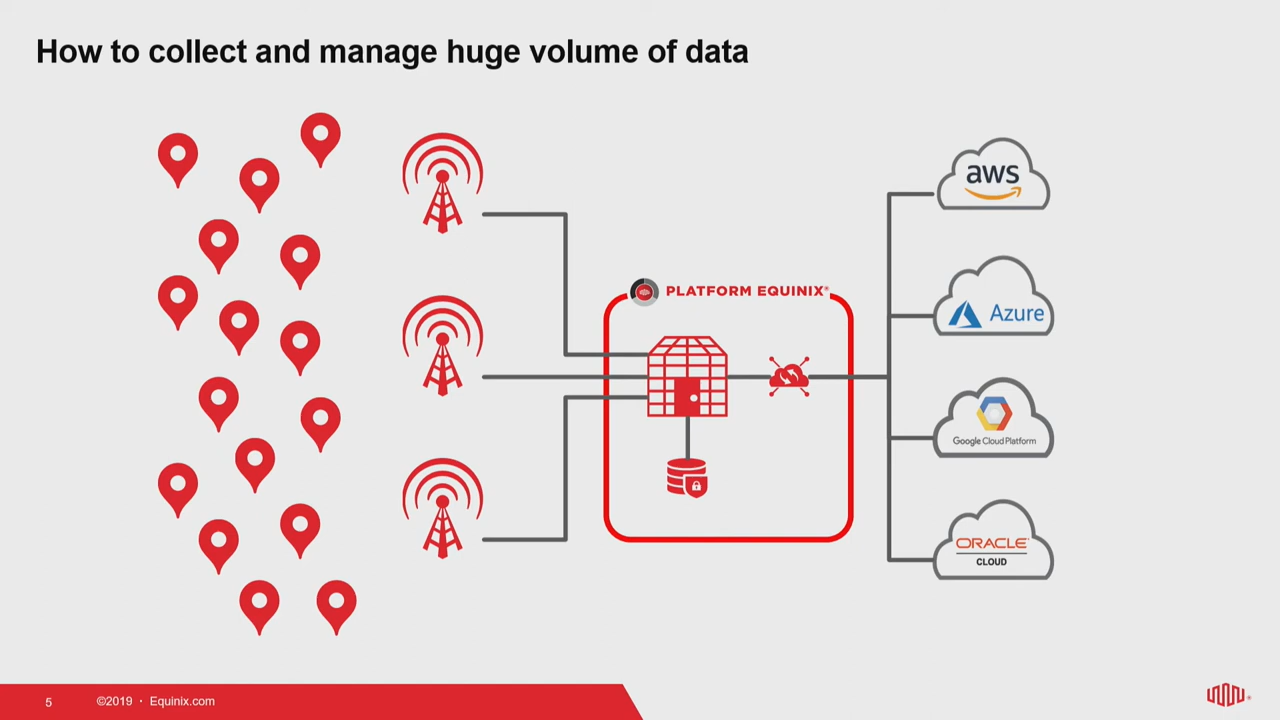 How to collect and manage huge volume of data
PLATFORM EQUINIX®
aws
Azure
Google Cloud Platform
ORACLE
CLOUD
5
©2019 · Equinix.com